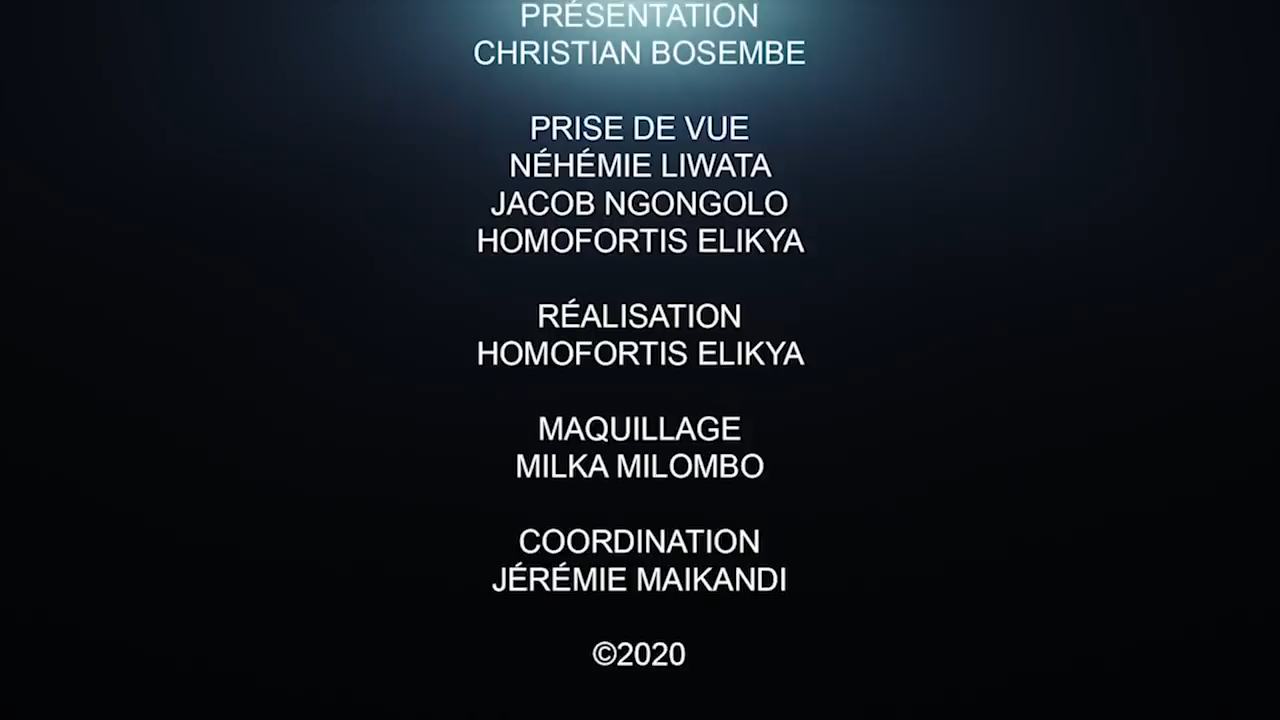 PRÉSENTATION
CHRISTIAN BOSEMBE
PRISE DE VUE
NÉHÉMIE LIWATA
JACOB NGONGOLO
HOMOFORTIS ELIKYA
RÉALISATION
HOMOFORTIS ELIKYA
MAQUILLAGE
MILKA MILOMBO
COORDINATION
JÉRÉMIE MAIKANDI
©2020